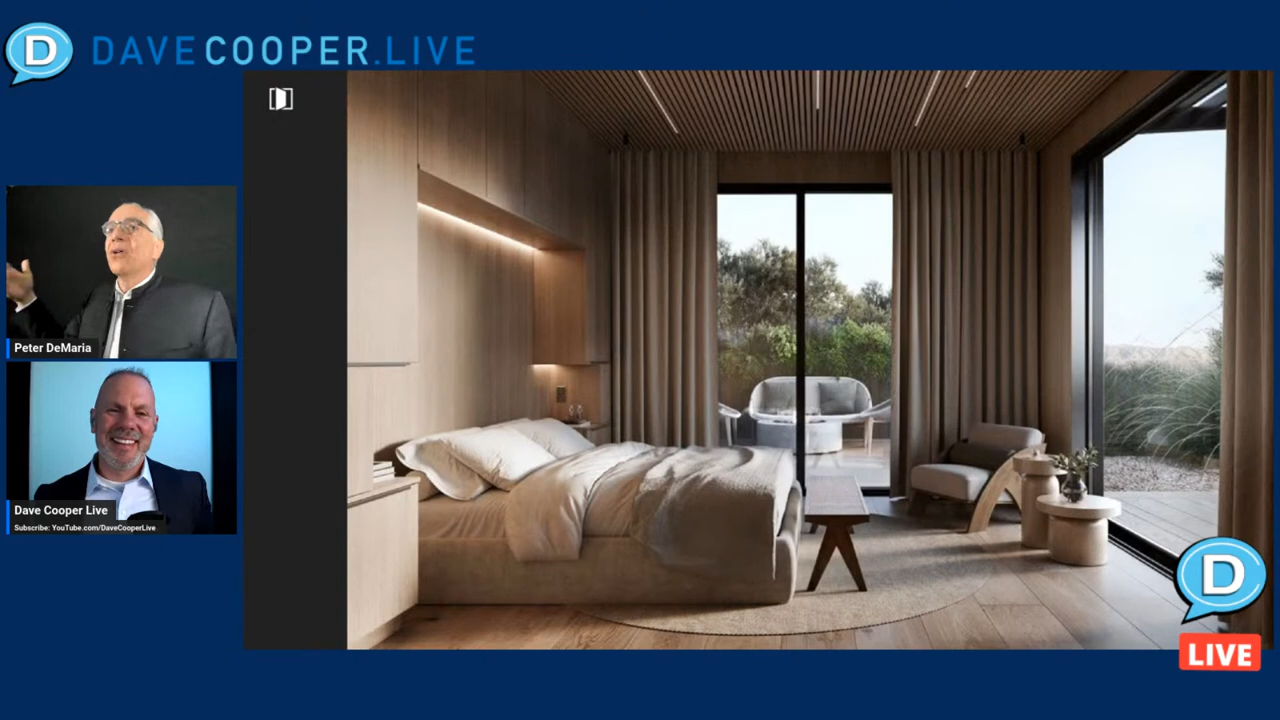 D DAVECOOPER.LIVE
Peter DeMaria
Dave Cooper Live
Subscribe: YouTube.com/DaveCooperLive
D
LIVE